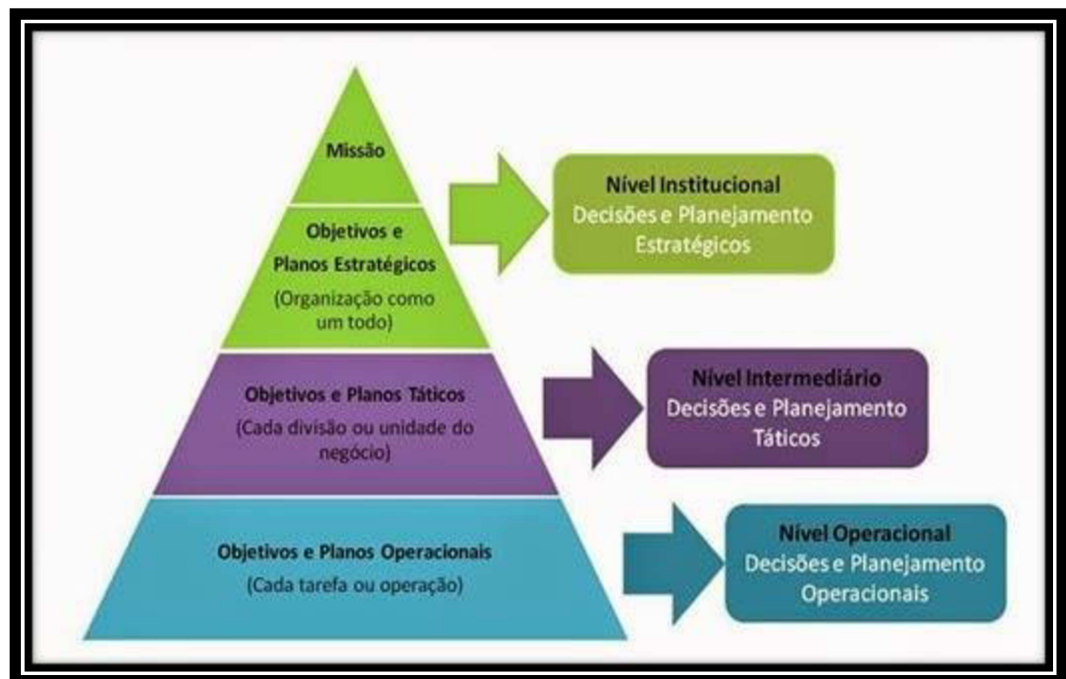 Missão
Objetivos e
Planos Estratégicos
(Organização como
um todo)
Nível Institucional
Decisões e Planejamento
Estratégicos
Objetivos e Planos Táticos
(Cada divisão ou unidade do
negócio)
Nível Intermediário
Decisões e Planejamento
Táticos
Objetivos e Planos Operacionais
(Cada tarefa ou operação)
Nível Operacional
Decisões e Planejamento
Operacionais